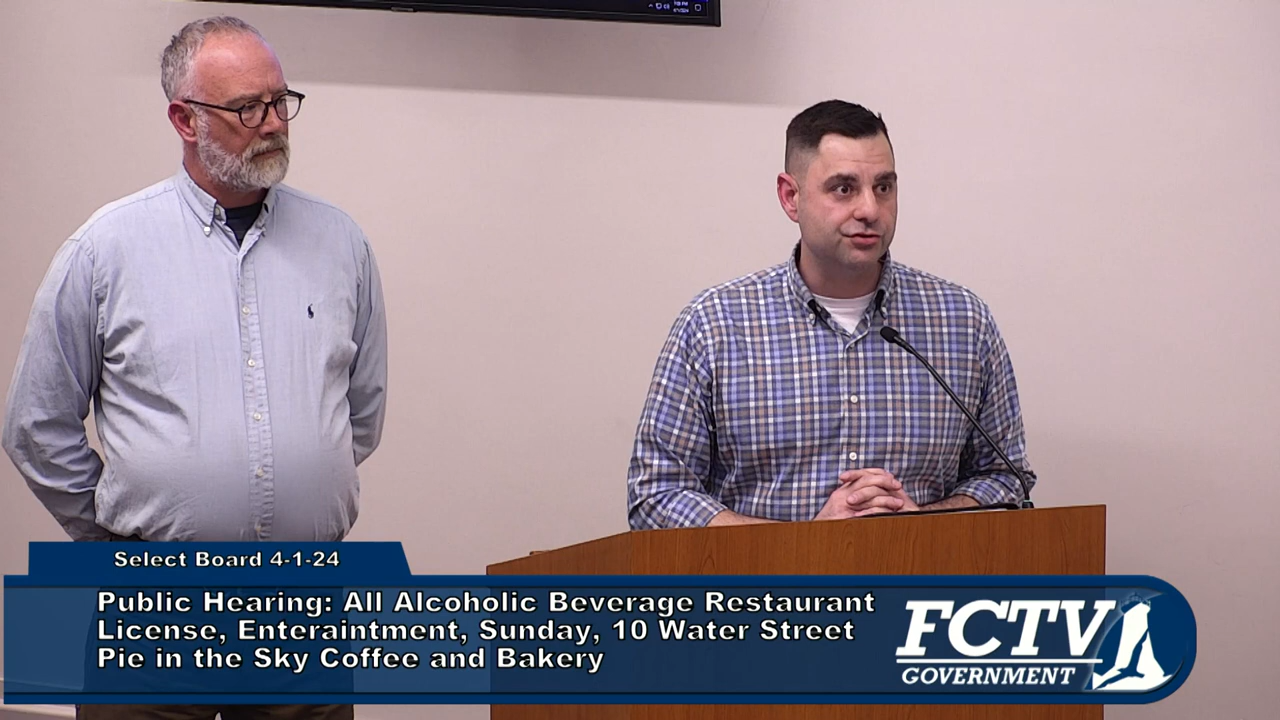 Select Board 4-1-24
Public Hearing: All Alcoholic Beverage Restaurant
License, Enteraintment, Sunday, 10 Water Street
Pie in the Sky Coffee and Bakery
FCTV
GOVERNMENT